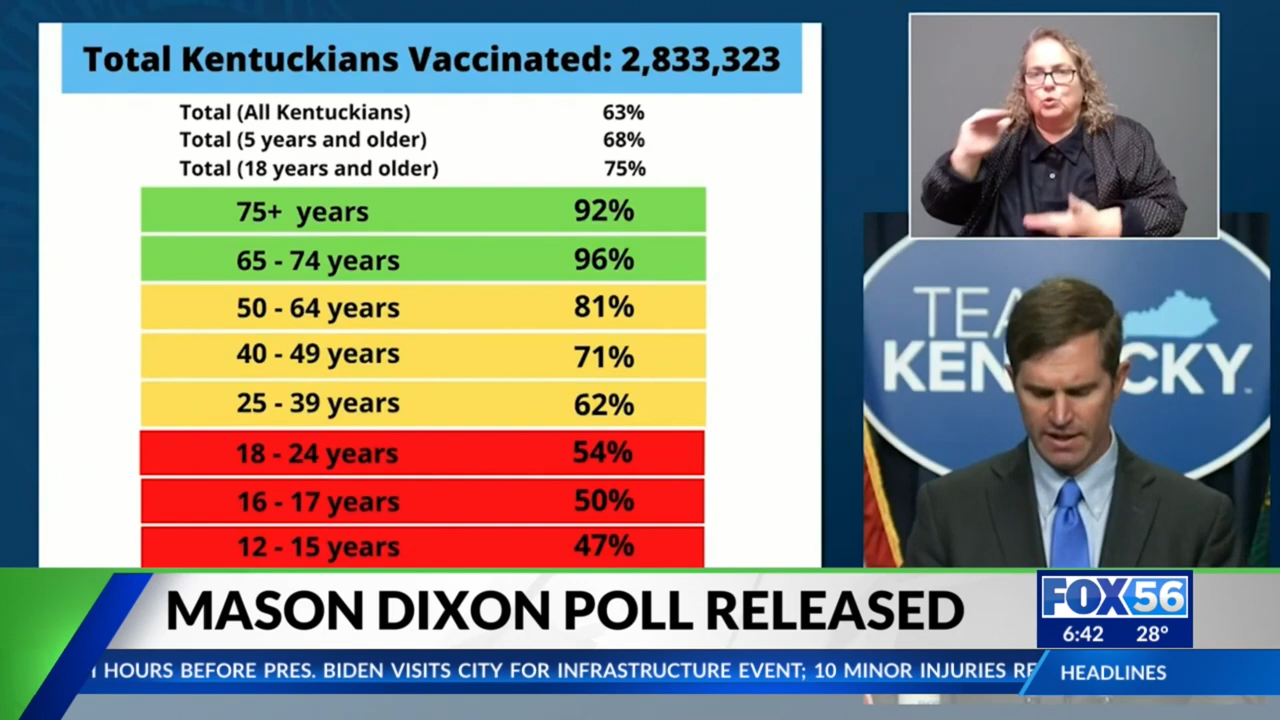 Total Kentuckians Vaccinated: 2,833,323
Total (All Kentuckians) 63%
Total (5 years and older) 68%
Total (18 years and older) 75%
75+ years 92%
65 - 74 years 96%
50 - 64 years 81%
40 - 49 years 71%
25 - 39 years 62%
18 - 24 years 54%
16 - 17 years 50%
12 - 15 years 47%
TEA
KEN CKY
MASON DIXON POLL RELEASED
FOX 56
6:42 28°
HOURS BEFORE PRES. BIDEN VISITS CITY FOR INFRASTRUCTURE EVENT; 10 MINOR INJURIES RE
HEADLINES